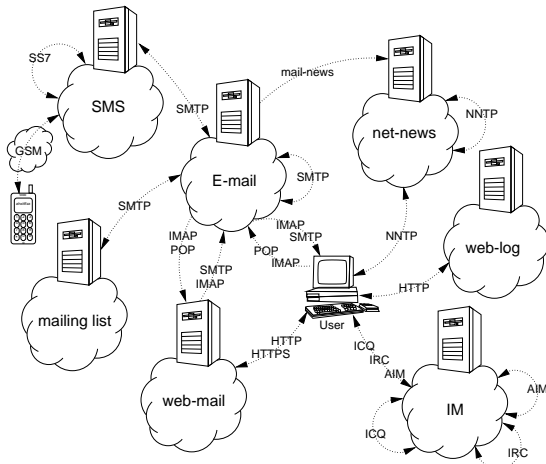 SS7
SMS
SMTP
mail-news
net-news
NNTP
GSM
E-mail
SMTP
SMTP
web-log
IMAP
POP
IMAP
SMTP
POP
IMAP
NNTP
SMTP
IMAP
HTTP
mailing list
User
HTTP
HTTPS
web-mail
ICQ
IRC
AIM
AIM
IM
ICQ
IRC